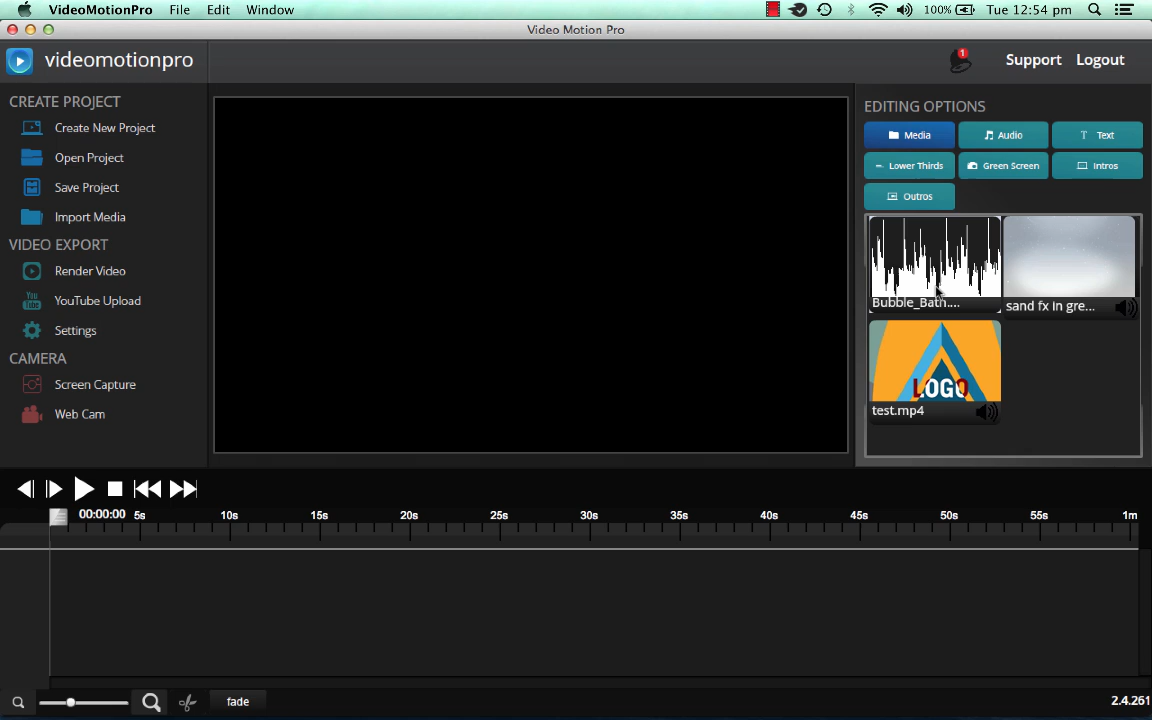 VideoMotionPro File Edit Window 100% Tue 12:54 pm
Video Motion Pro
videomotionpro
1
Support Logout
CREATE PROJECT
Create New Project
Open Project
Save Project
Import Media
VIDEO EXPORT
Render Video
You Tube YouTube Upload
Settings
CAMERA
Screen Capture
Web Cam
EDITING OPTIONS
Media Audio T Text
Lower Thirds Green Screen Intros
Outros
Bubble_Bath.... sand fx in gre...
LOGO
test.mp4
00:00:00 5s 10s 15s 20s 25s 30s 35s 40s 45s 50s 55s 1m
fade 2.4.261